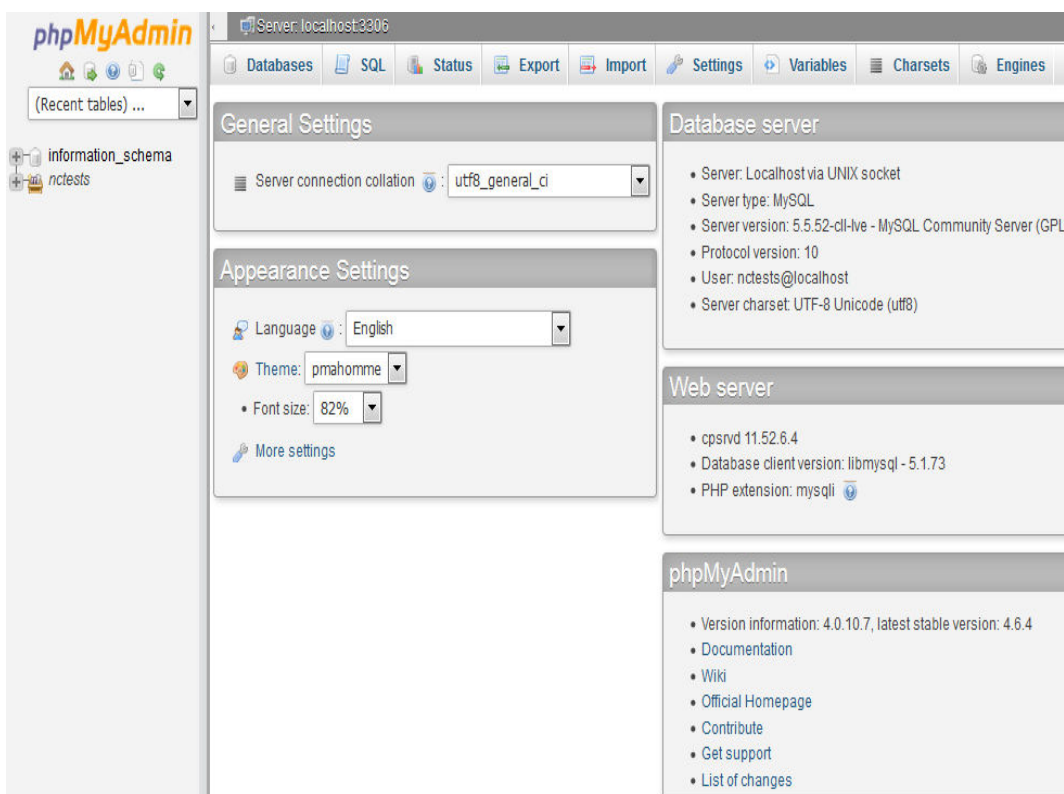 phpMyAdmin
(Recent tables) ...
information_schema
nctests
Server: localhost:3306
Databases SQL Status Export Import Settings Variables Charsets Engines
General Settings
Server connection collation : utf8_general_ci
Appearance Settings
Language : English
Theme: pmahomme
Font size: 82%
More settings
Database server
Server: Localhost via UNIX socket
Server type: MySQL
Server version: 5.5.52-cll-lve - MySQL Community Server (GPL
Protocol version: 10
User: nctests@localhost
Server charset: UTF-8 Unicode (utf8)
Web server
cpsrvd 11.52.6.4
Database client version: libmysql - 5.1.73
PHP extension: mysqli
phpMyAdmin
Version information: 4.0.10.7, latest stable version: 4.6.4
Documentation
Wiki
Official Homepage
Contribute
Get support
List of changes